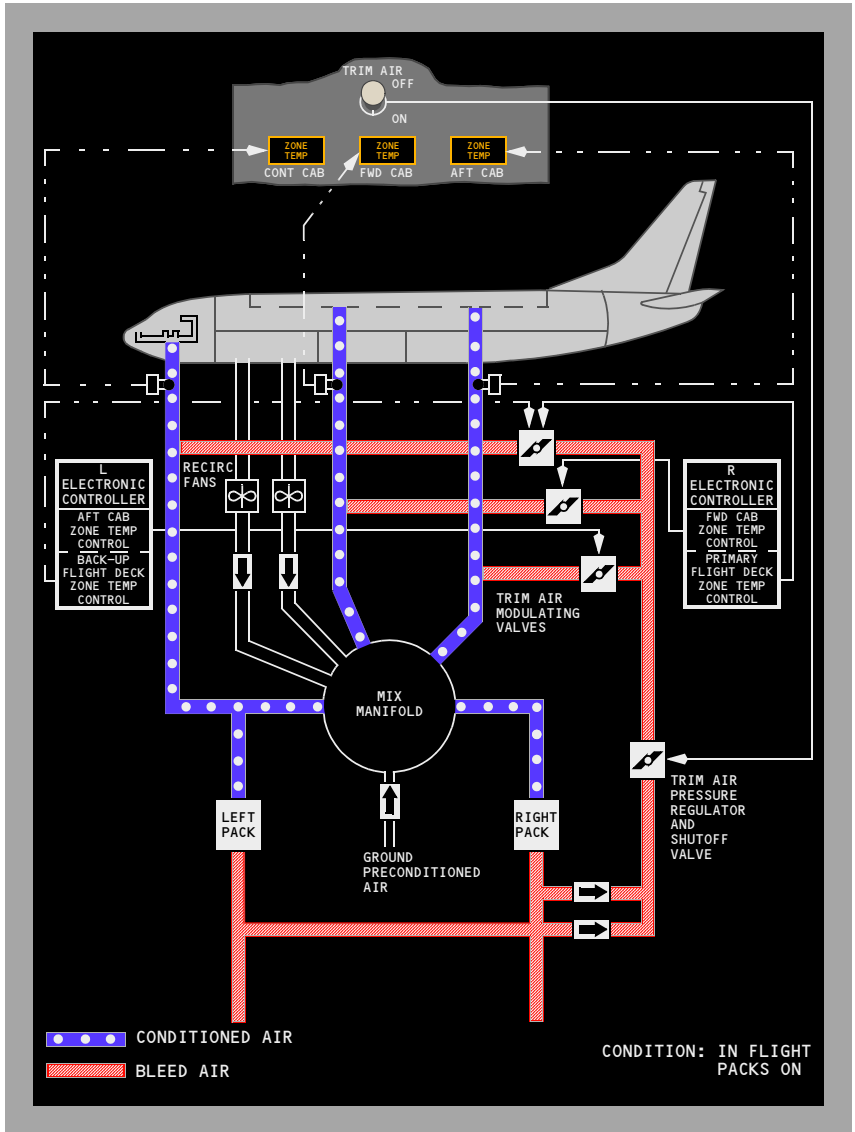 TRIM AIR
OFF
ON
ZONE
TEMP
ZONE
TEMP
ZONE
TEMP
CONT CAB
FWD CAB
AFT CAB
RECIRC
FANS
L
ELECTRONIC
CONTROLLER
AFT CAB
ZONE TEMP
CONTROL
BACK-UP
FLIGHT DECK
ZONE TEMP
CONTROL
R
ELECTRONIC
CONTROLLER
FWD CAB
ZONE TEMP
CONTROL
PRIMARY
FLIGHT DECK
ZONE TEMP
CONTROL
TRIM AIR
MODULATING
VALVES
MIX
MANIFOLD
TRIM AIR
PRESSURE
REGULATOR
AND
SHUTOFF
VALVE
LEFT
PACK
RIGHT
PACK
GROUND
PRECONDITIONED
AIR
CONDITIONED AIR
BLEED AIR
CONDITION: IN FLIGHT
PACKS ON